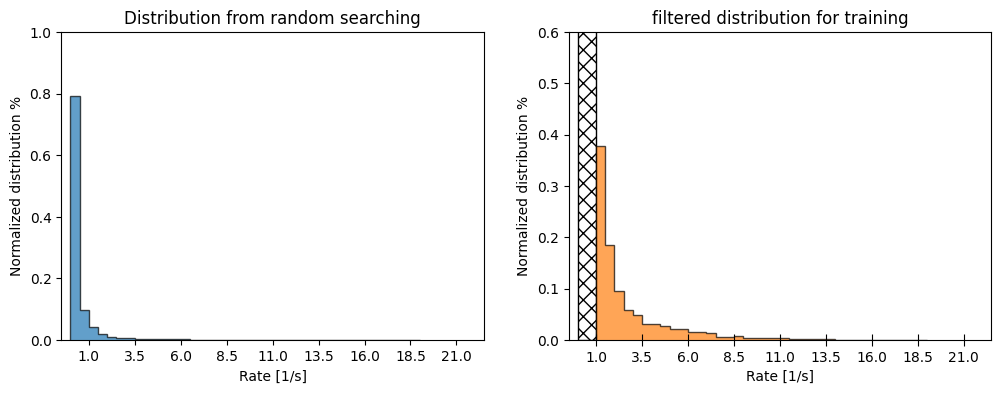 Distribution from random searching
1.0
0.8
0.6
0.4
0.2
0.0
Normalized distribution %
1.0 3.5 6.0 8.5 11.0 13.5 16.0 18.5 21.0
Rate [1/s]
filtered distribution for training
0.6
0.5
0.4
0.3
0.2
0.1
0.0
Normalized distribution %
1.0 3.5 6.0 8.5 11.0 13.5 16.0 18.5 21.0
Rate [1/s]